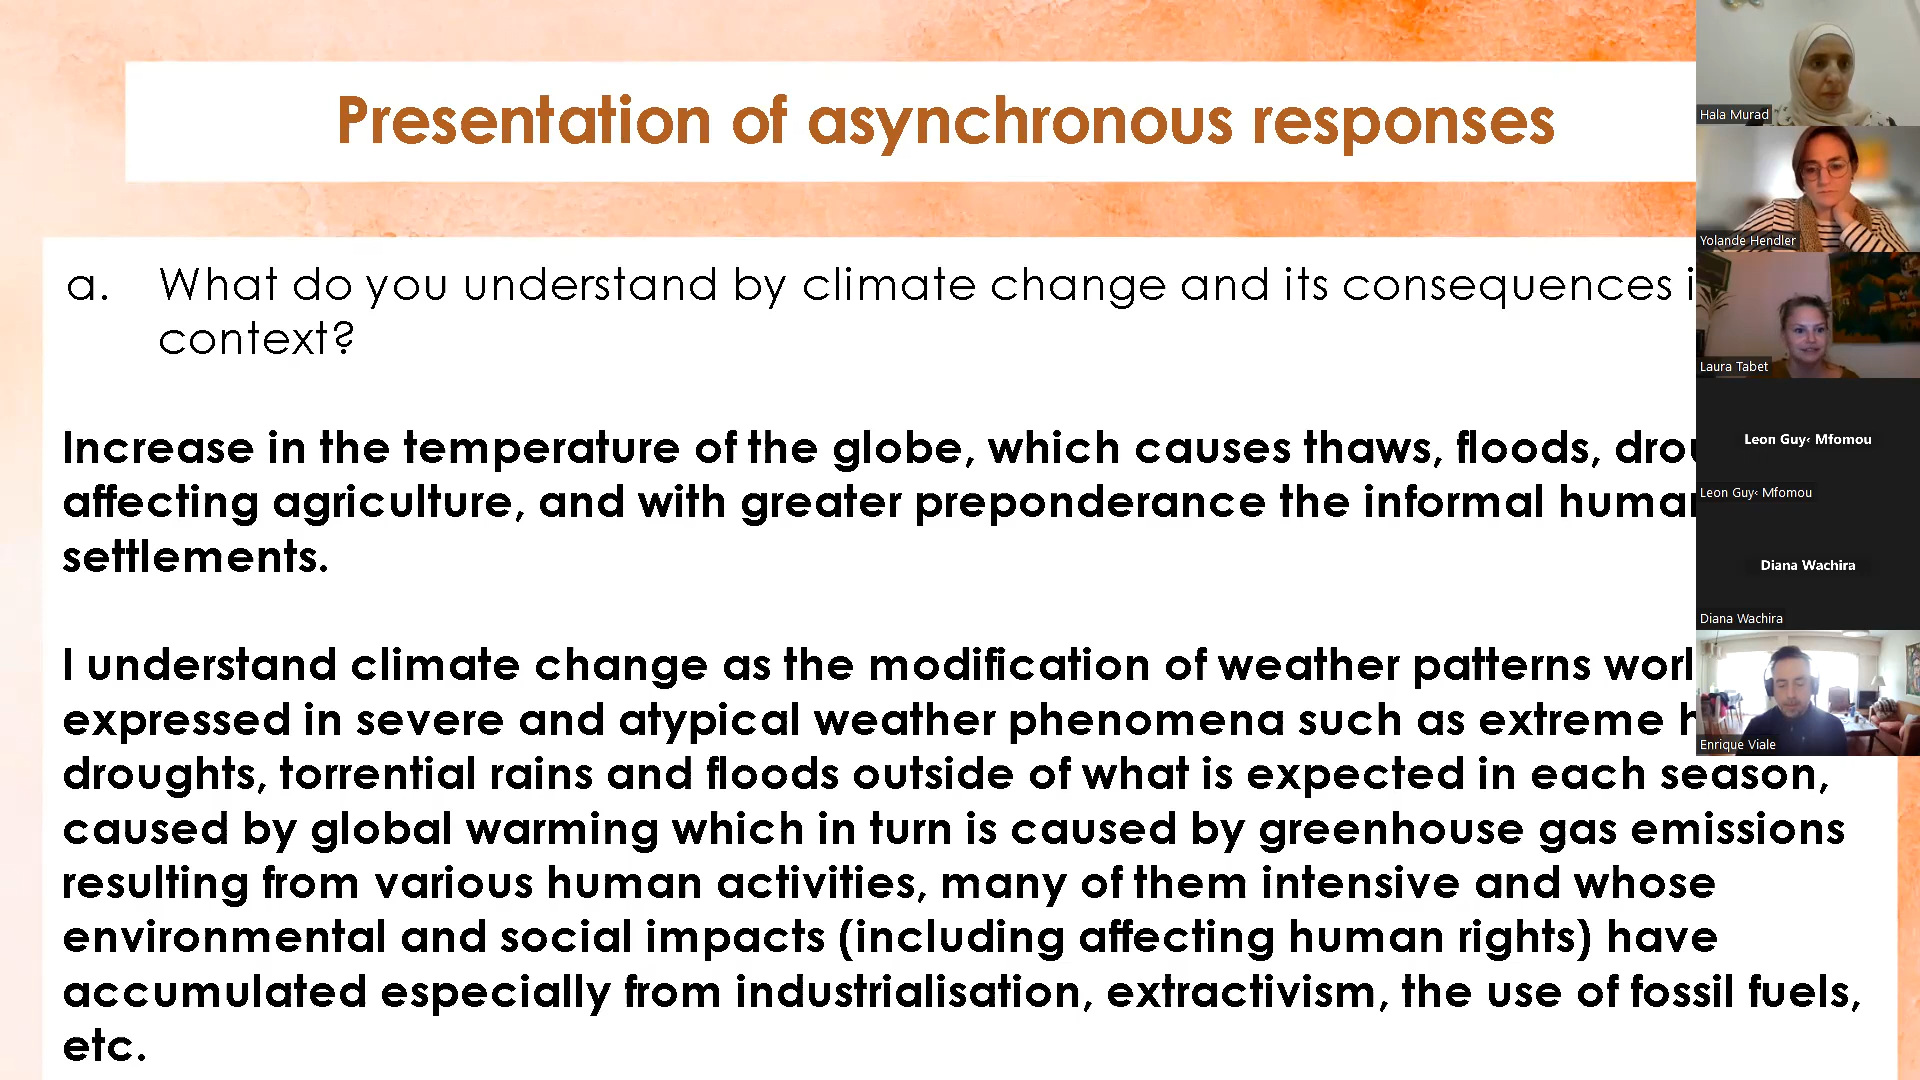 Presentation of asynchronous responses
a. What do you understand by climate change and its consequences
context?
Increase in the temperature of the globe, which causes thaws, floods,
affecting agriculture, and with greater preponderance the informal
settlements.
I understand climate change as the modification of weather patterns
expressed in severe and atypical weather phenomena such as extreme
droughts, torrential rains and floods outside of what is expected in each season,
caused by global warming which in turn is caused by greenhouse gas emissions
resulting from various human activities, many of them intensive and whose
environmental and social impacts (including affecting human rights) have
accumulated especially from industrialisation, extractivism, the use of fossil fuels,
etc.
Hala Murad
Yolande Hendler
Laura Tabet
Leon Guy‹ Mfomou
Leon Guy‹ Mfomou
Diana Wachira
Diana Wachira
Enrique Viale